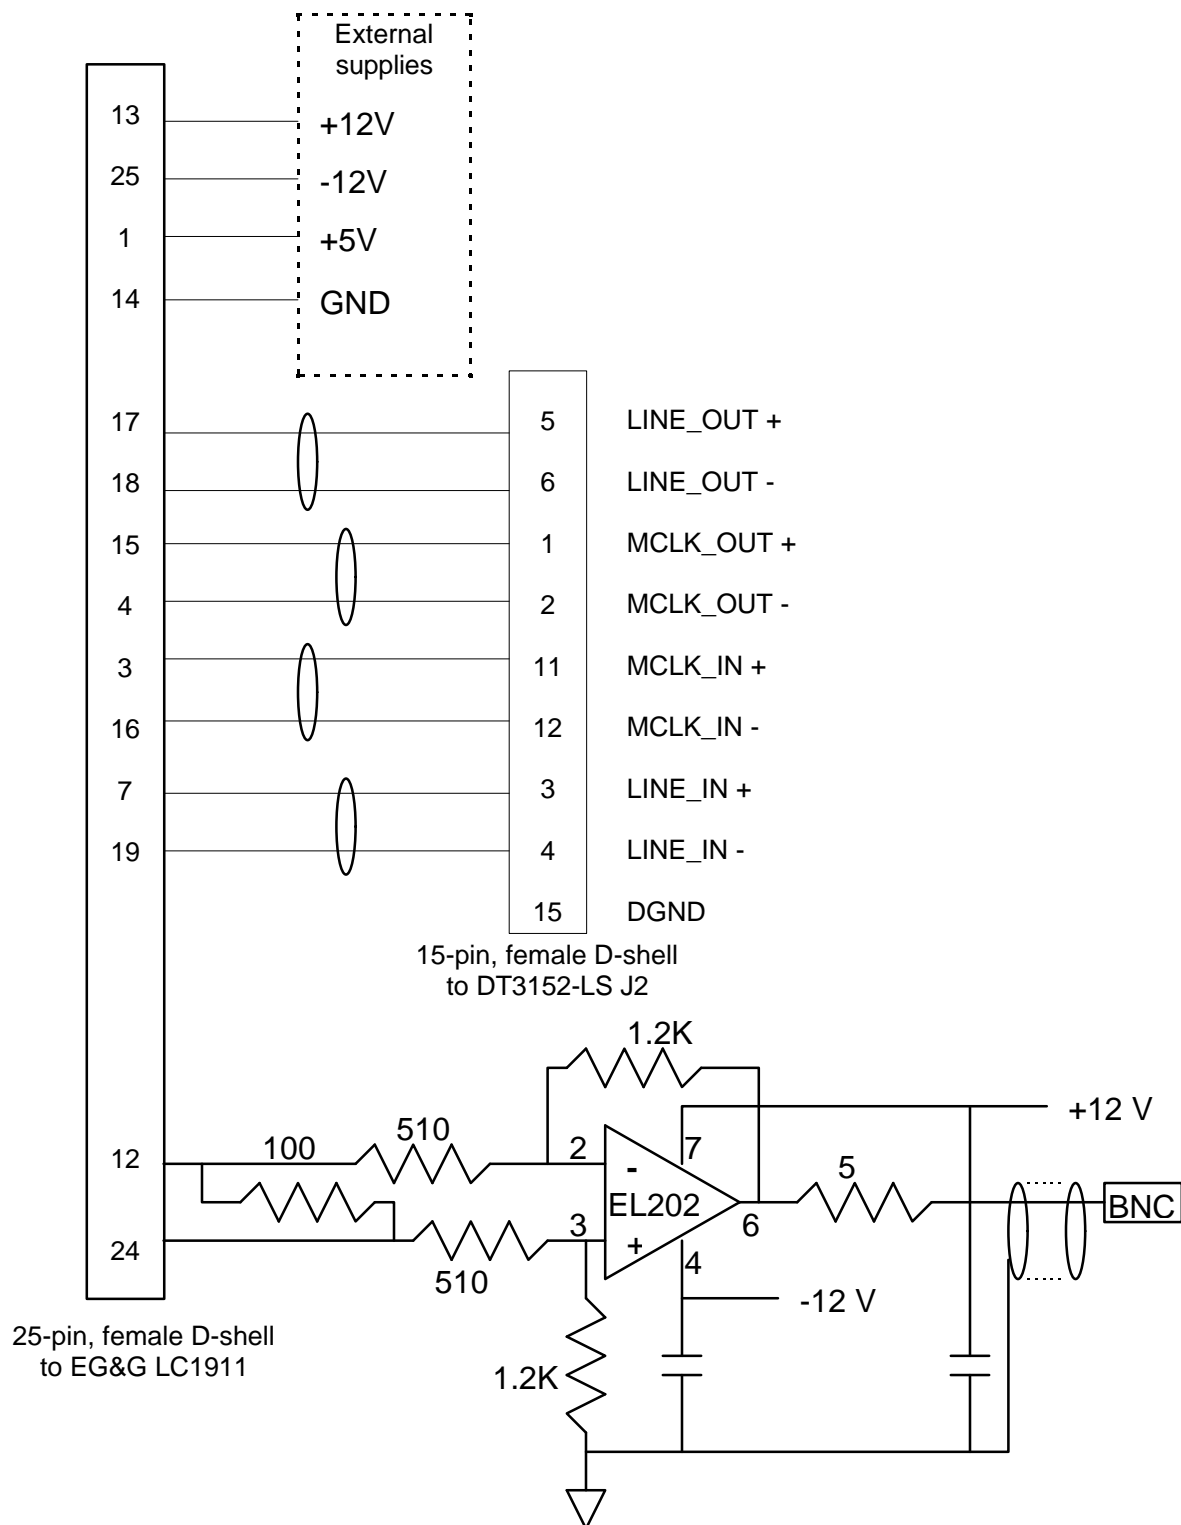 External
supplies
13
+12V
25
-12V
1
+5V
14
GND
17
5
LINE_OUT +
18
6
LINE_OUT -
15
1
MCLK_OUT +
4
2
MCLK_OUT -
3
11
MCLK_IN +
16
12
MCLK_IN -
7
3
LINE_IN +
19
4
LINE_IN -
15
DGND
15-pin, female D-shell
to DT3152-LS J2
1.2K
+12 V
510
100
12
2
-
7
5
EL202
BNC
3
6
24
+
4
510
-12 V
25-pin, female D-shell
to EG&G LC1911
1.2K